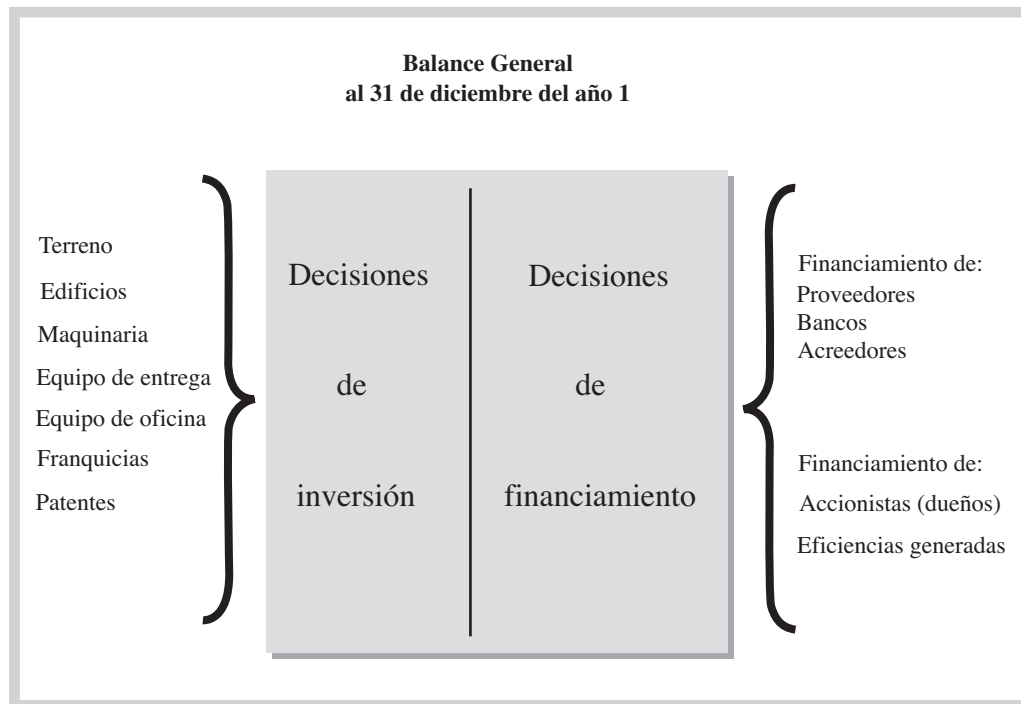 Balance General
al 31 de diciembre del año 1
Terreno
Edificios
Maquinaria
Equipo de entrega
Equipo de oficina
Franquicias
Patentes
Decisiones
de
inversión
Decisiones
de
financiamiento
Financiamiento de:
Proveedores
Bancos
Acreedores
Financiamiento de:
Accionistas (dueños)
Eficiencias generadas